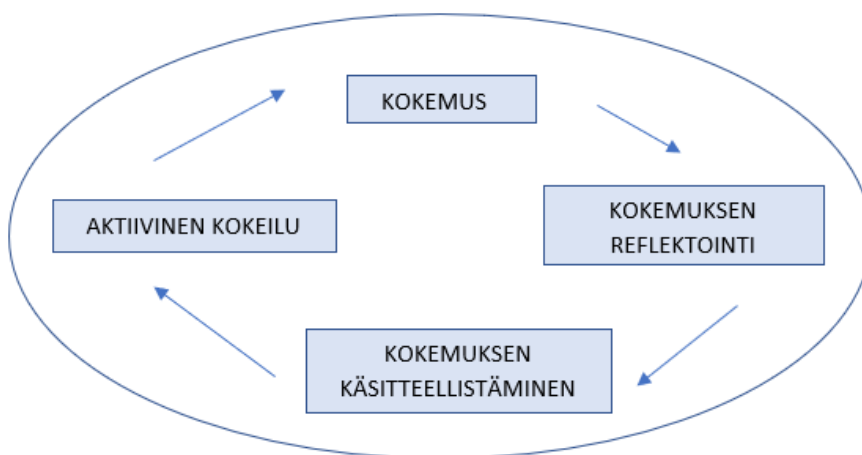 KOKEMUS
KOKEMUKSEN
REFLEKTOINTI
KOKEMUKSEN
KÄSITTEELLISTÄMINEN
AKTIIVINEN KOKEILU